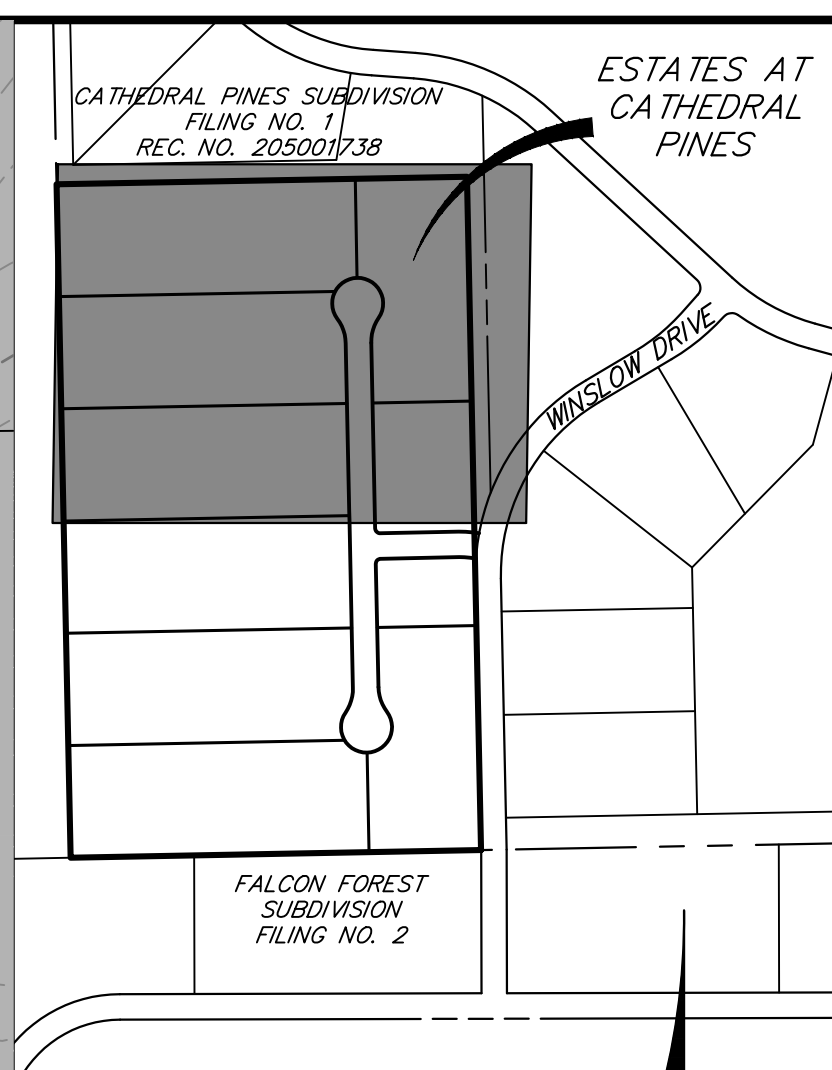 ESTATES AT
CATHEDRAL
PINES
CATHEDRAL PINES SUBDIVISION
FILING NO. 1
REC. NO. 205001738
WINSLOW DRIVE
FALCON FOREST
SUBDIVISION
FILING NO. 2